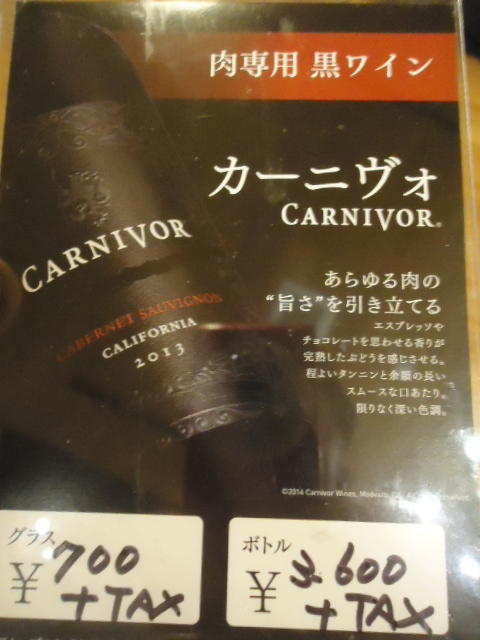 肉専用 黒ワイン
カーニヴォ
CARNIVOR®
CARNIVOR
CABERNET SAUVIGNON
CALIFORNIA
2013
あらゆる肉の
“旨さ”を引き立てる
エスプレッソや
チョコレートを思わせる香りが
完熟したぶどうを感じさせる。
程よいタンニンと余韻の長い
スムースな口あたり。
限りなく深い色調。
©2014 Carnivor Wines, Modesto, CA. All rights reserved.
グラス
¥700
+TAX
ボトル
¥3.600
+TAX